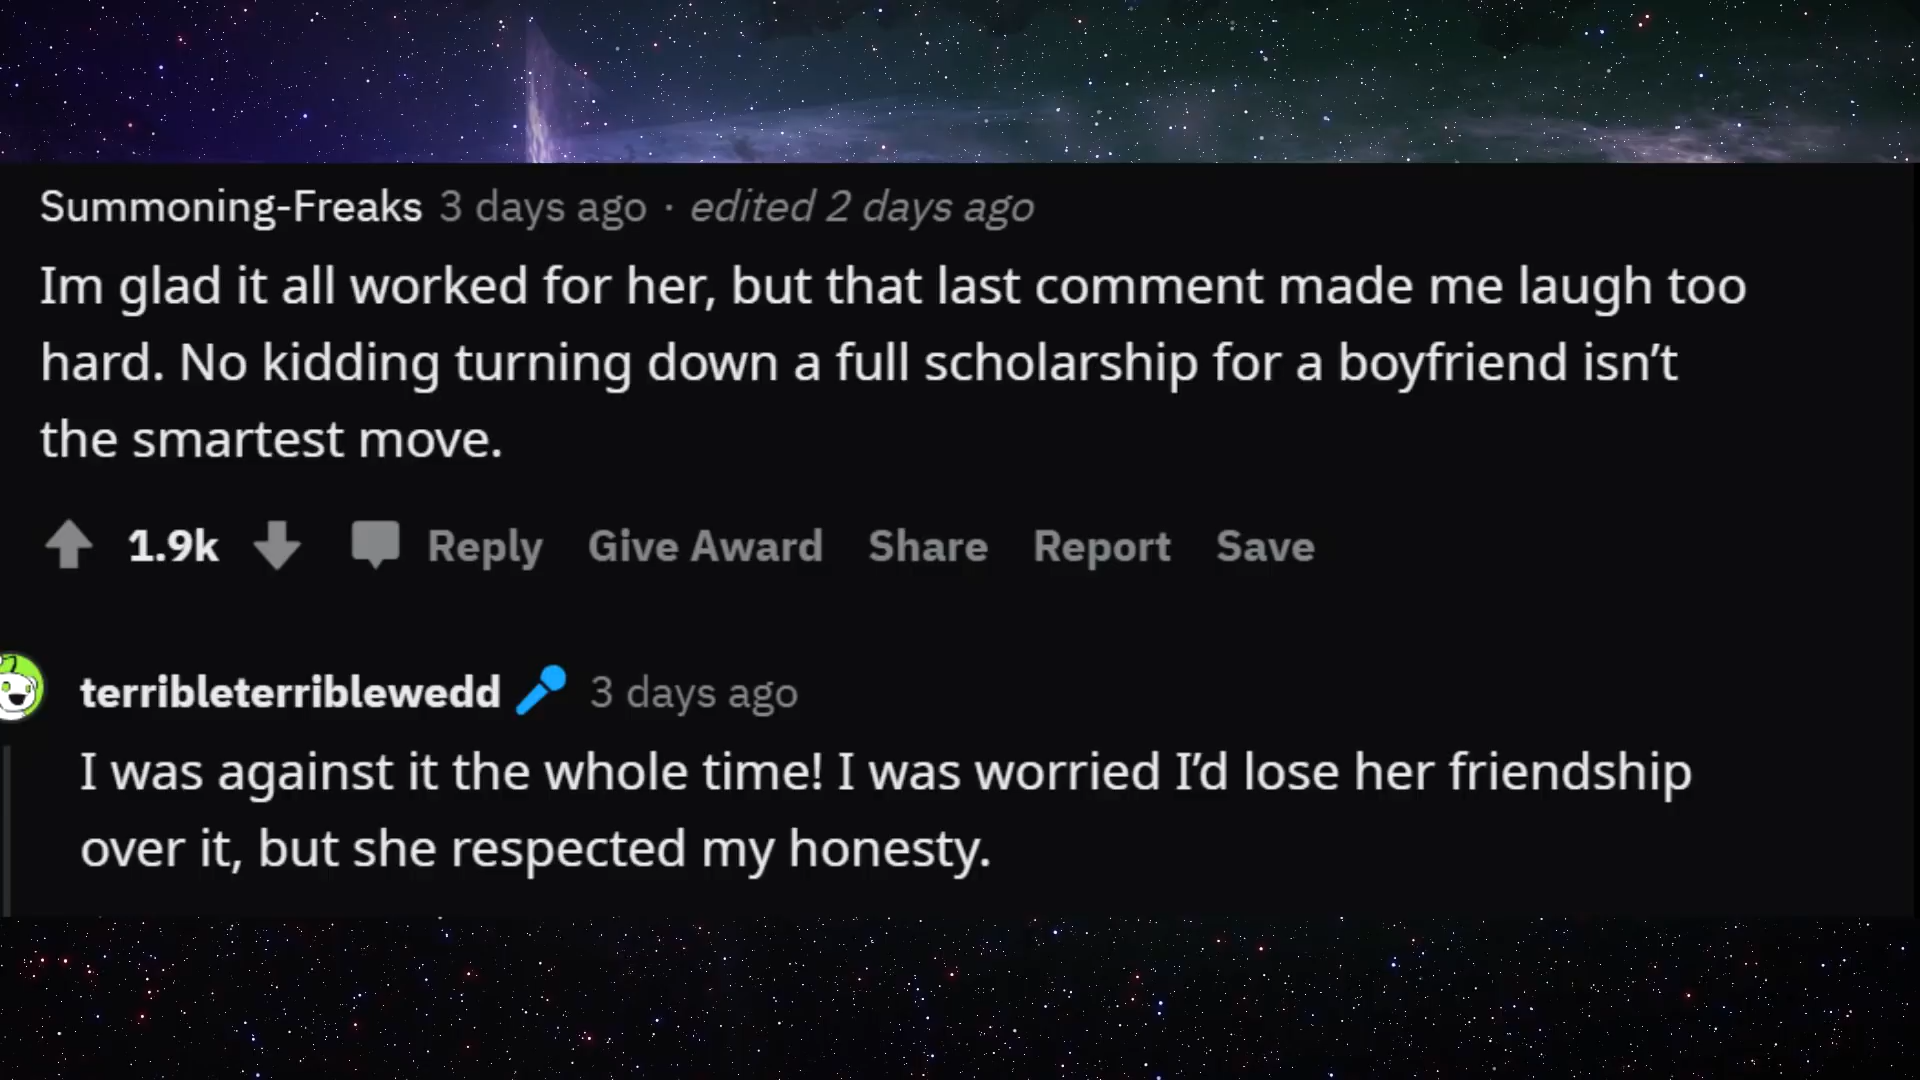 Summoning-Freaks 3 days ago · edited 2 days ago
Im glad it all worked for her, but that last comment made me laugh too
hard. No kidding turning down a full scholarship for a boyfriend isn’t
the smartest move.
1.9k Reply Give Award Share Report Save
terribleterriblewedd 3 days ago
I was against it the whole time! I was worried I’d lose her friendship
over it, but she respected my honesty.